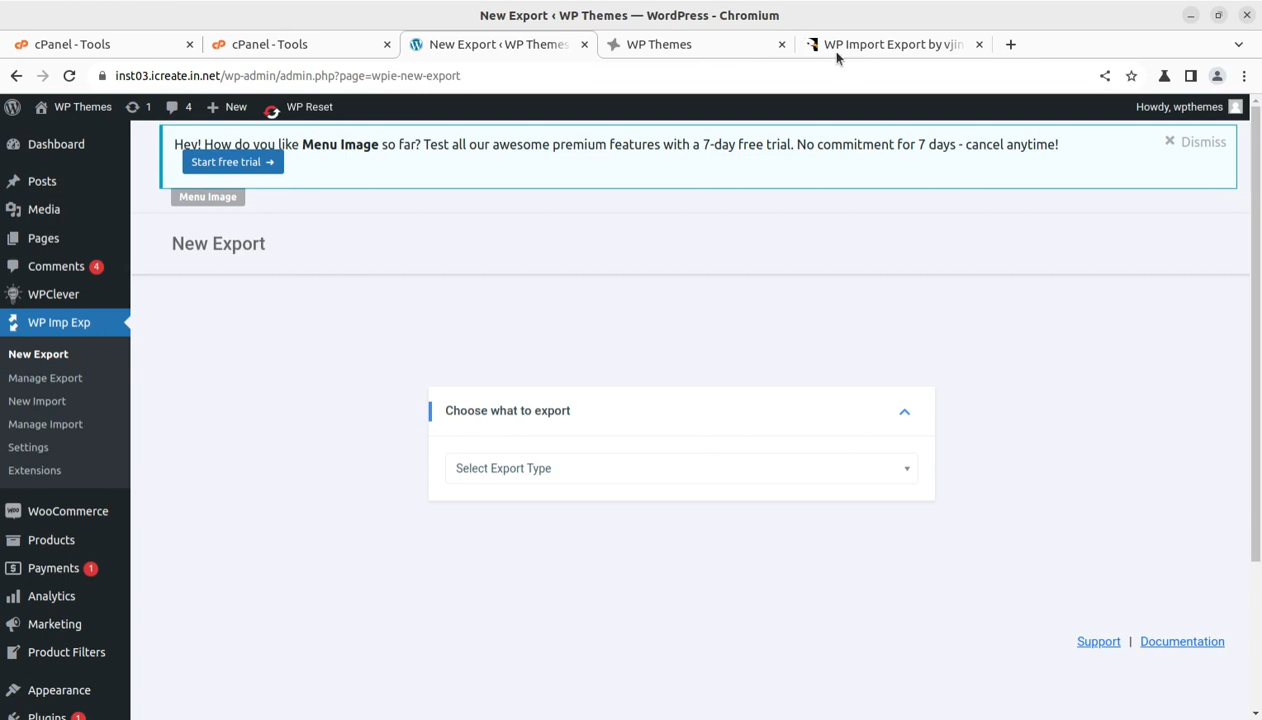 New Export ‹ WP Themes — WordPress - Chromium
cPanel - Tools
cPanel - Tools
New Export ‹ WP Themes
WP Themes
WP Import Export by vjin
inst03.icreate.in.net/wp-admin/admin.php?page=wpie-new-export
WP Themes 1 4 New WP Reset
Howdy, wpthemes
Hey! How do you like Menu Image so far? Test all our awesome premium features with a 7-day free trial. No commitment for 7 days - cancel anytime!
Dismiss
Start free trial ➜
Menu Image
New Export
Dashboard
Posts
Media
Pages
Comments 4
WPClever
WP Imp Exp
New Export
Manage Export
New Import
Manage Import
Settings
Extensions
WooCommerce
Products
Payments 1
Analytics
Marketing
Product Filters
Appearance
Plugins 1
Choose what to export
Select Export Type
Support | Documentation